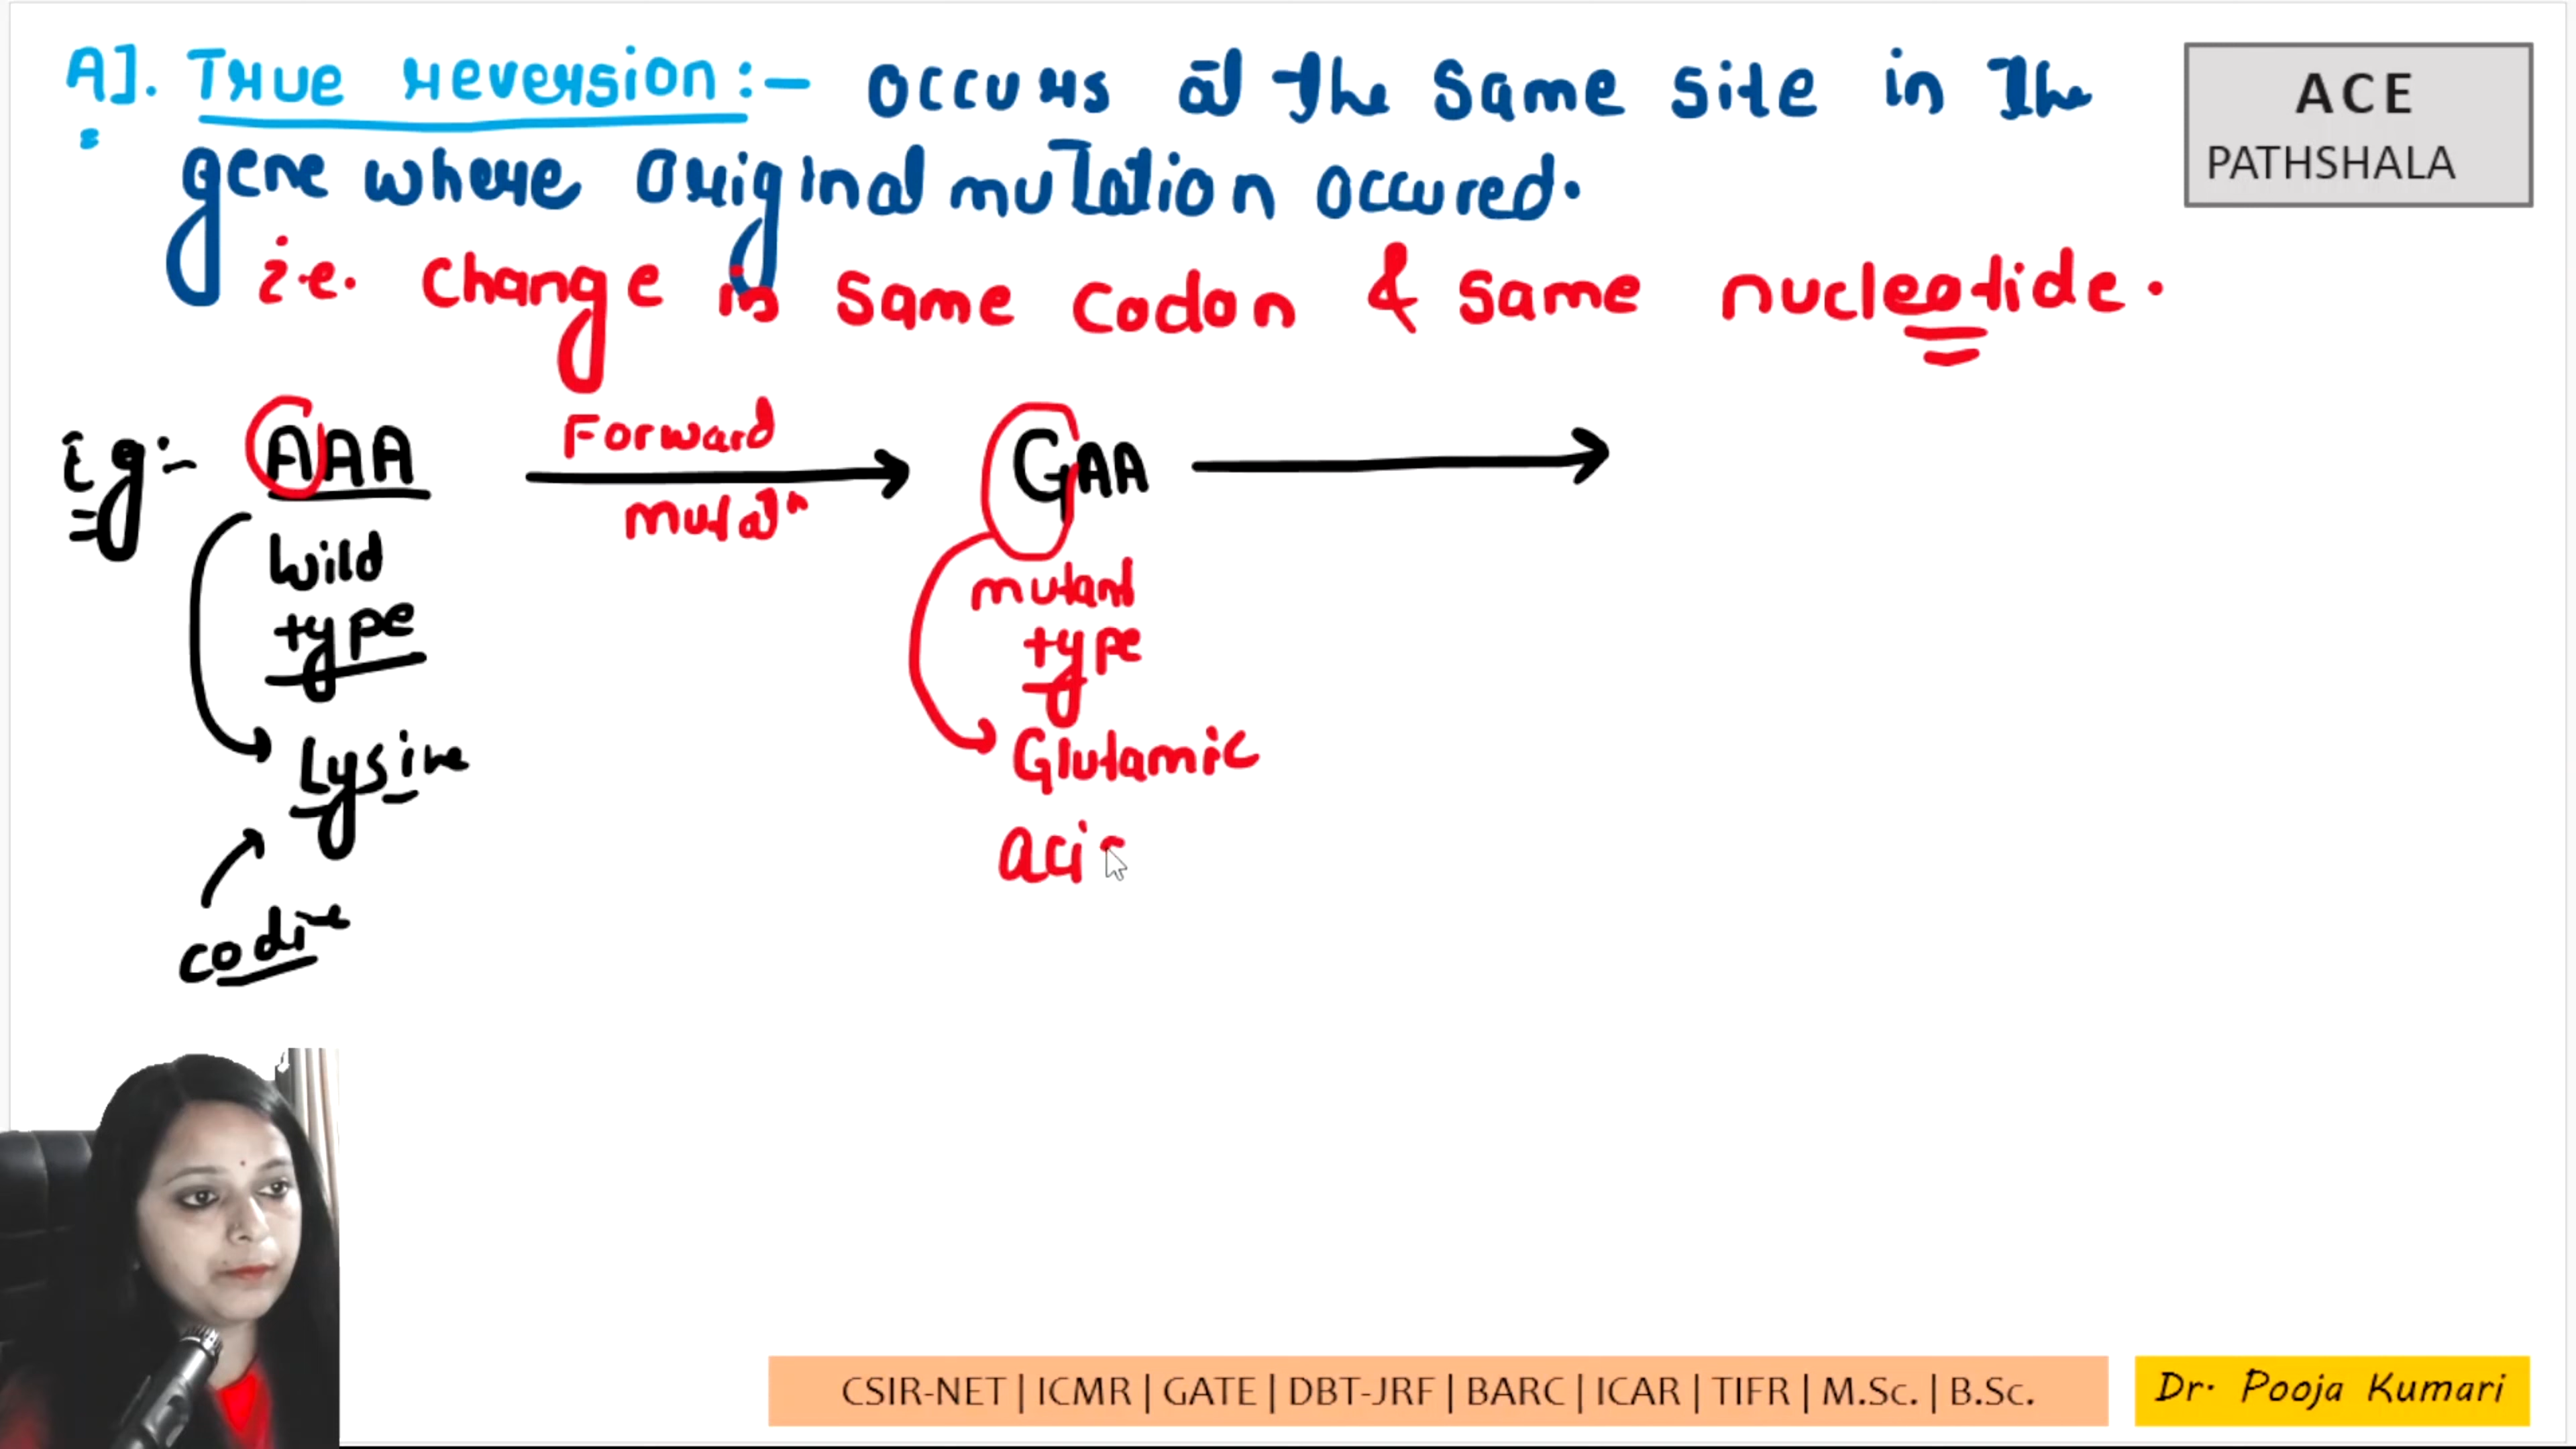 A]. True reversion :- occurs at the same site in the
gene where original mutation occured.
i.e. change in same codon & same nucleotide.
Eg:- AAA
Forward
mutatn
GAA
wild
type
Lysine
mutant
type
Glutamic
aci
ACE
PATHSHALA
CSIR-NET | ICMR | GATE | DBT-JRF | BARC | ICAR | TIFR | M.Sc. | B.Sc.
Dr. Pooja Kumari